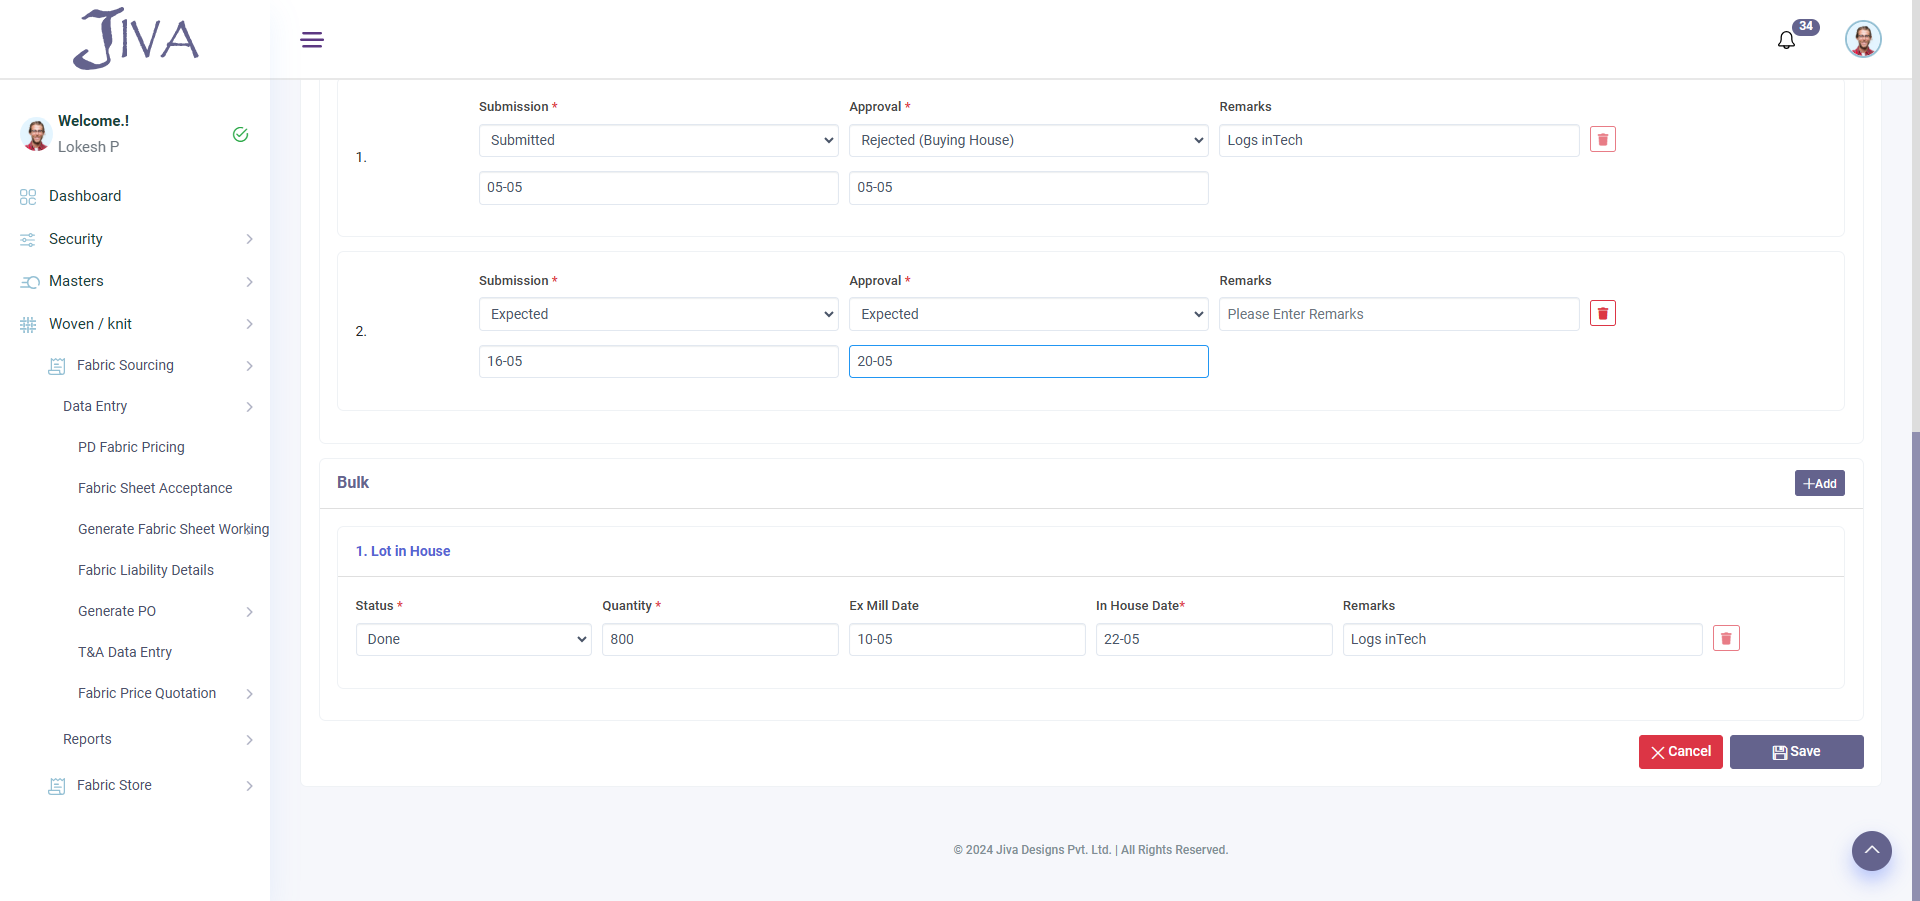 JIVA
34
Welcome.!
Lokesh P
Dashboard
Security
Masters
Woven / knit
Fabric Sourcing
Data Entry
PD Fabric Pricing
Fabric Sheet Acceptance
Generate Fabric Sheet Working
Fabric Liability Details
Generate PO
T&A Data Entry
Fabric Price Quotation
Reports
Fabric Store
Submission * Approval * Remarks
1. Submitted Rejected (Buying House) Logs inTech
05-05 05-05
Submission * Approval * Remarks
2. Expected Expected Please Enter Remarks
16-05 20-05
Bulk +Add
1. Lot in House
Status * Quantity * Ex Mill Date In House Date* Remarks
Done 800 10-05 22-05 Logs inTech
Cancel Save
© 2024 Jiva Designs Pvt. Ltd. | All Rights Reserved.